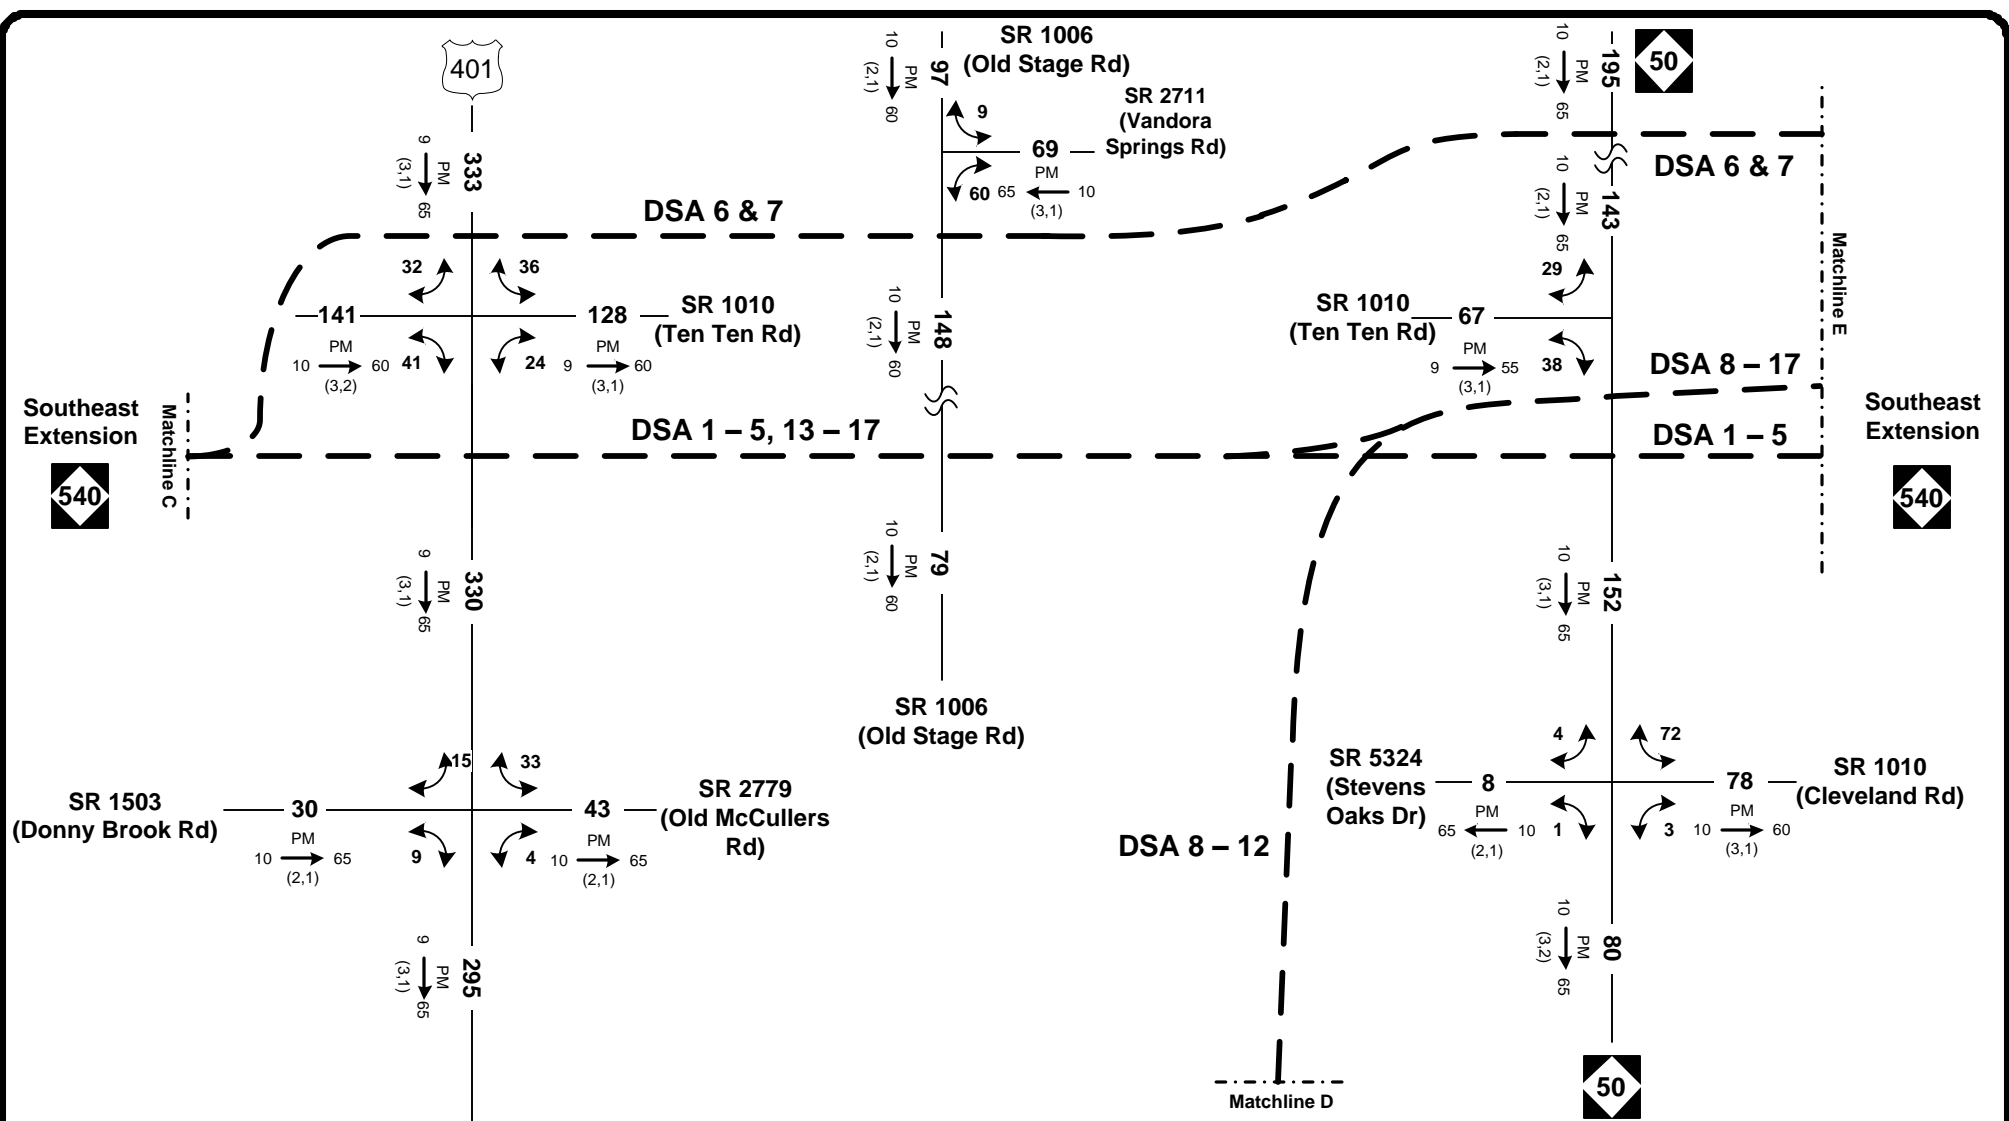 401
333
9
PM
(3,1)
65
10
PM
(2,1)
60
97
SR 1006
(Old Stage Rd)
9
SR 2711
(Vandora
Springs Rd)
69
PM
60
65
10
(3,1)
10
PM
(2,1)
65
195
50
DSA 6 & 7
10
PM
(2,1)
65
143
DSA 6 & 7
32
36
141
128
SR 1010
(Ten Ten Rd)
PM
10
60
(3,2)
41
24
PM
9
60
(3,1)
10
PM
(2,1)
60
148
29
SR 1010
(Ten Ten Rd)
67
PM
9
55
(3,1)
38
Matchline E
DSA 8 – 17
Southeast
Extension
540
Matchline C
DSA 1 – 5, 13 – 17
DSA 1 – 5
Southeast
Extension
540
9
PM
(3,1)
65
330
10
PM
(2,1)
60
79
10
PM
(3,1)
65
152
SR 1006
(Old Stage Rd)
15
33
SR 1503
(Donny Brook Rd)
30
PM
10
65
(2,1)
9
4
43
PM
10
65
(2,1)
SR 2779
(Old McCullers
Rd)
4
72
SR 5324
(Stevens
Oaks Dr)
8
PM
65
10
(2,1)
1
3
78
PM
10
60
(3,1)
SR 1010
(Cleveland Rd)
DSA 8 – 12
9
PM
(3,1)
65
295
10
PM
(3,2)
65
80
Matchline D
50